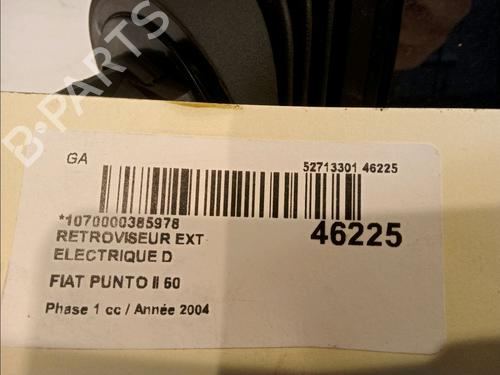 B-PARTS
GA
52713301 46225
*1070000385978
46225
RETROVISEUR EXT
ELECTRIQUE D
FIAT PUNTO II 60
Phase 1 cc / Année 2004